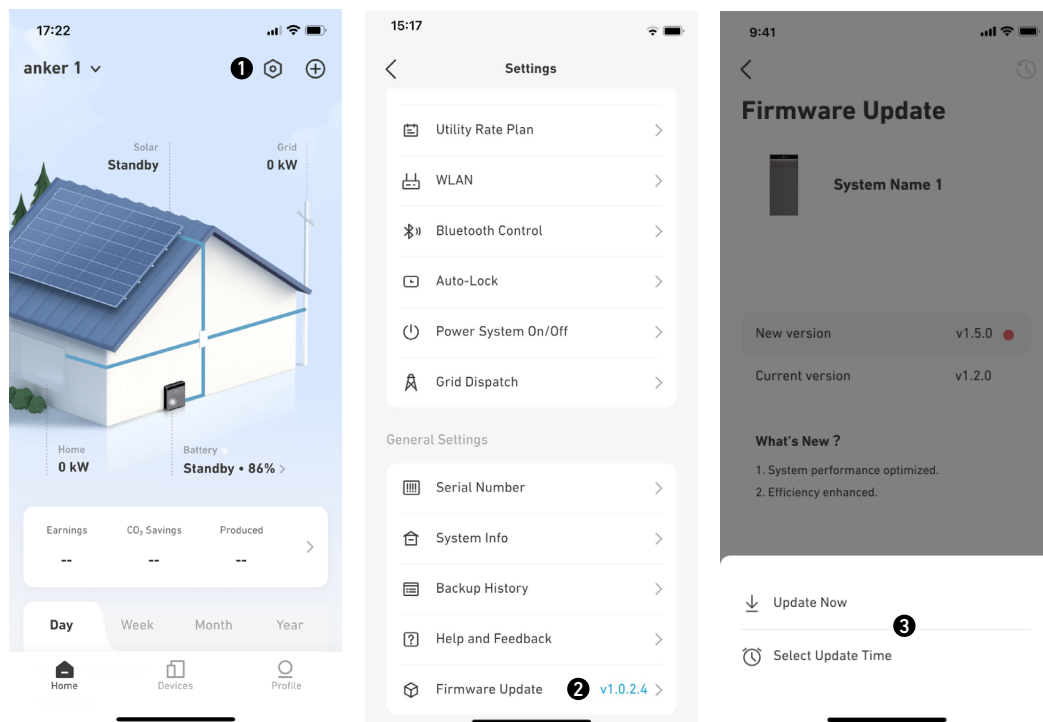 17:22
anker 1
1
Solar
Standby
Grid
0 kW
Home
0 kW
Battery
Standby • 86% >
Earnings
CO₂ Savings
Produced
--
--
--
Day
Week
Month
Year
Home
Devices
Profile
15:17
Settings
Utility Rate Plan
WLAN
Bluetooth Control
Auto-Lock
Power System On/Off
Grid Dispatch
General Settings
Serial Number
System Info
Backup History
Help and Feedback
Firmware Update 2 v1.0.2.4
9:41
Firmware Update
System Name 1
New version v1.5.0
Current version v1.2.0
What's New ?
1. System performance optimized.
2. Efficiency enhanced.
Update Now
3
Select Update Time